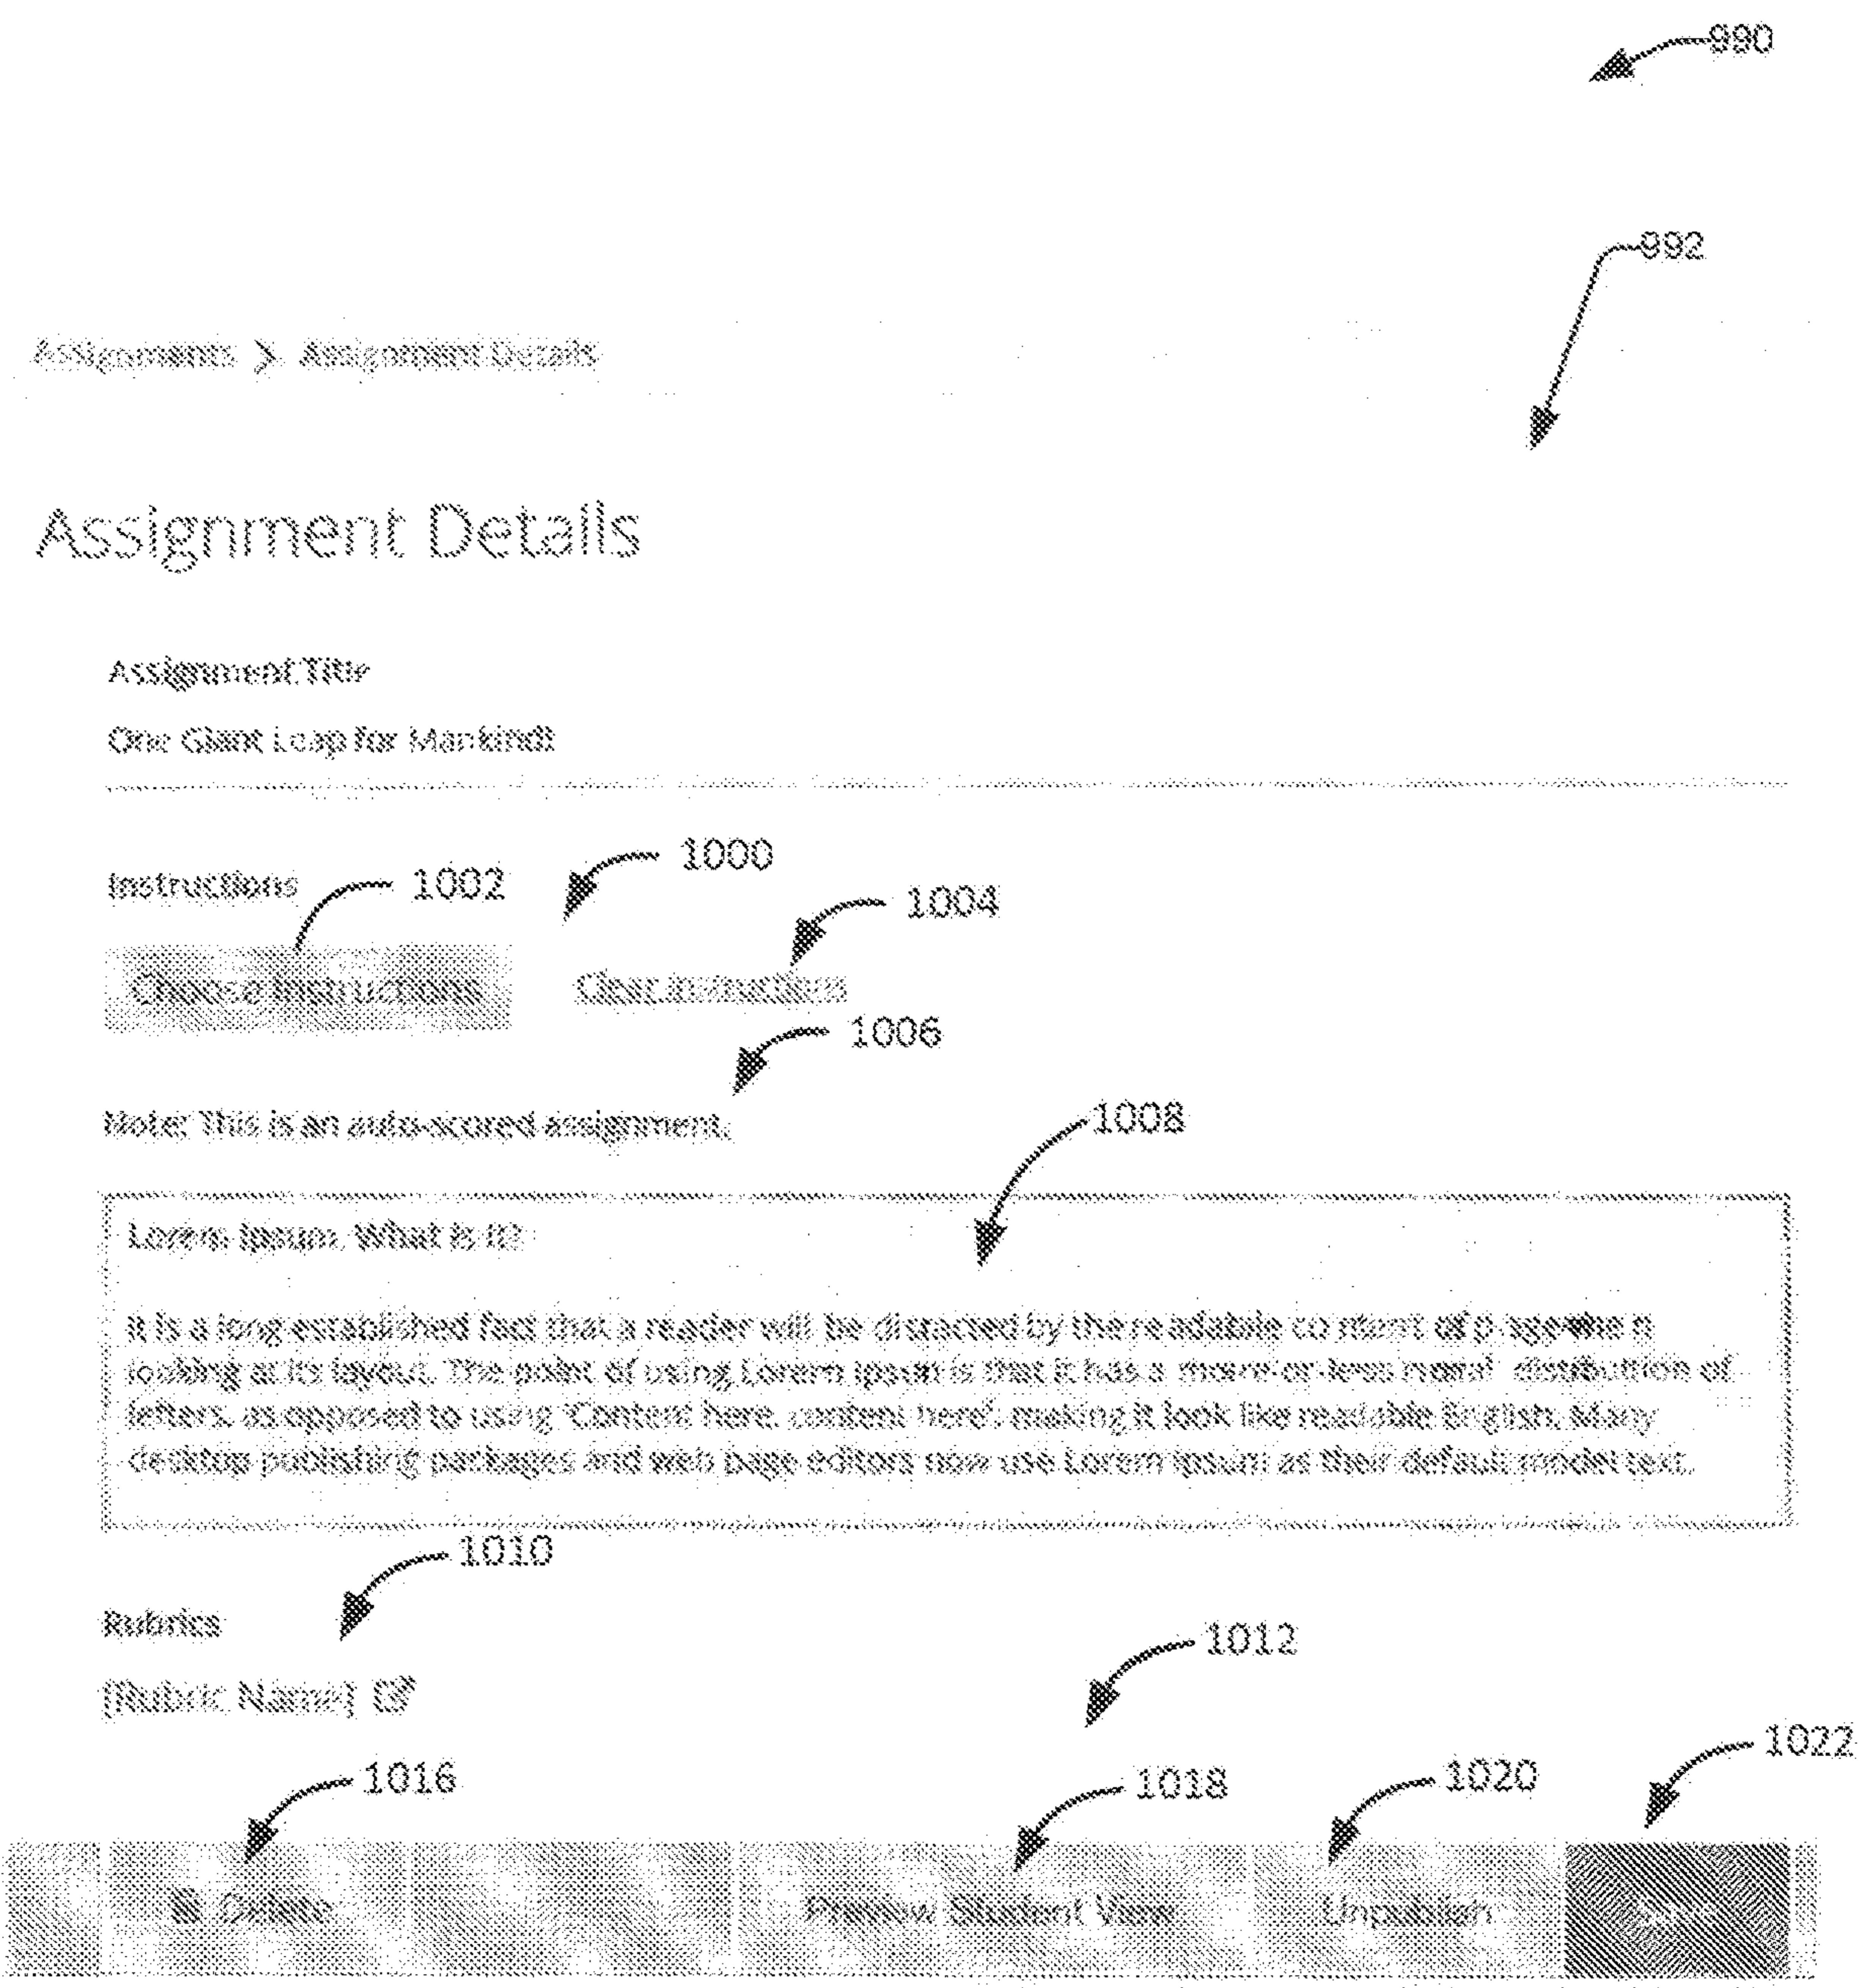 990
992
Assignments > Assignment Details
Assignment Details
Assignment Title
One Giant Leap for Mankind!
Instructions
1002
1000
1004
Choose Instructions
Clear Instructions
1006
Note: This is an auto-scored assignment.
1008
Lorem Ipsum. What is it?
It is a long established fact that a reader will be distracted by the readable content of page when
looking at its layout. The point of using Lorem Ipsum is that it has a more-or-less normal distribution of
letters, as opposed to using 'Content here, content here', making it look like readable English. Many
desktop publishing packages and web page editors now use Lorem Ipsum as their default model text.
1010
Rubrics
1012
[Rubric Name]
1022
1016
1018
1020
Delete
Preview Student View
Unpublish